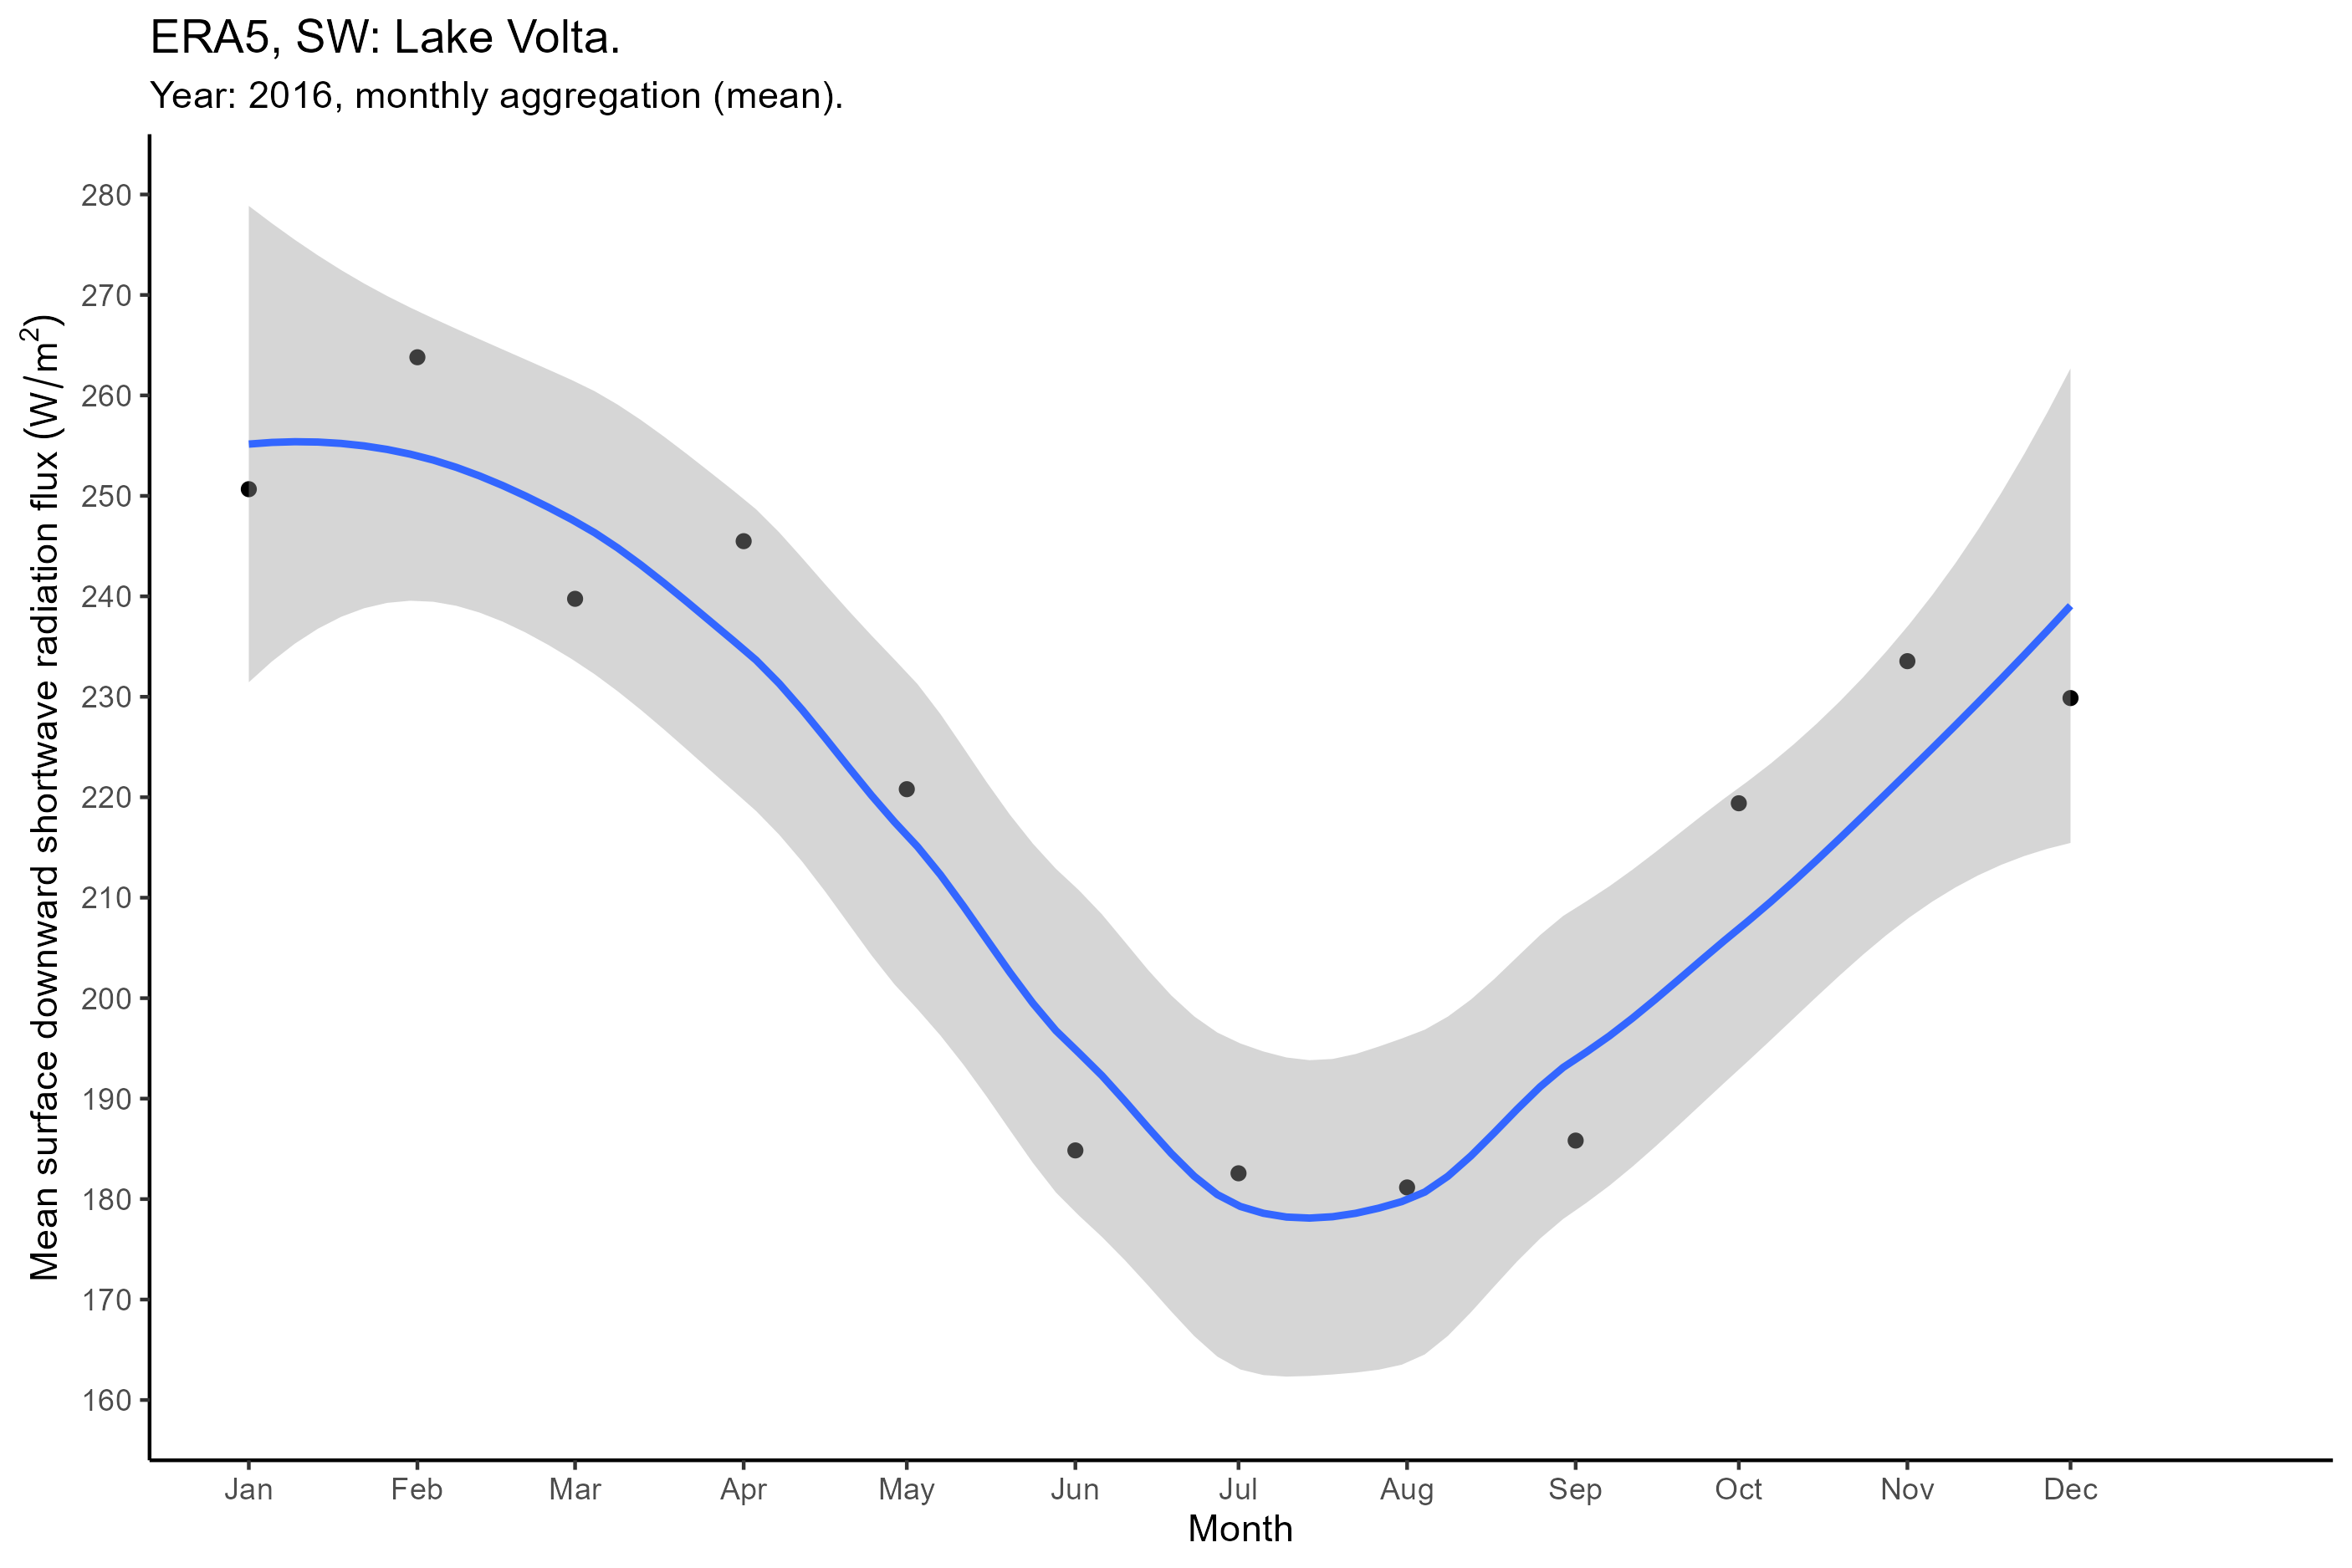 ERA5, SW: Lake Volta.
Year: 2016, monthly aggregation (mean).
Mean surface downward shortwave radiation flux (W/m²)
280
270
260
250
240
230
220
210
200
190
180
170
160
Jan Feb Mar Apr May Jun Jul Aug Sep Oct Nov Dec
Month